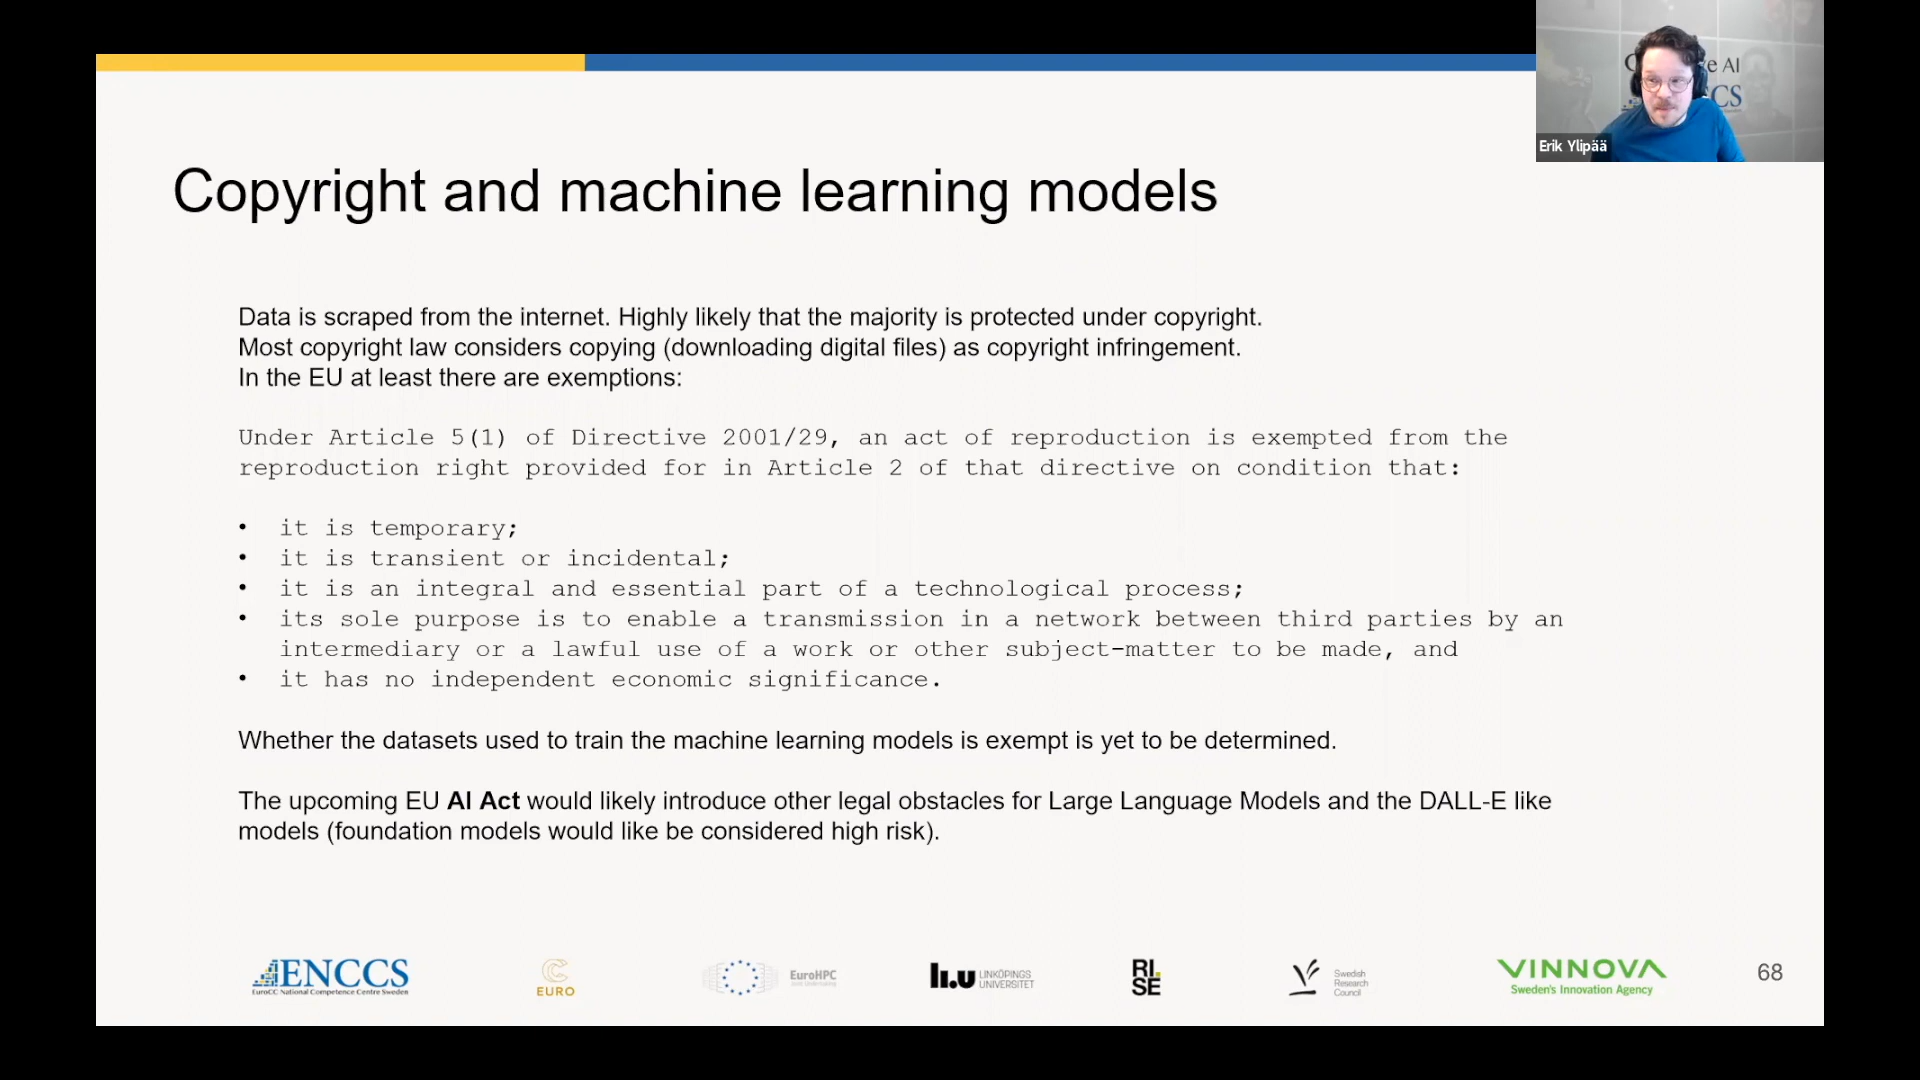 e AI
CCS
Erik Ylipää
Copyright and machine learning models
Data is scraped from the internet. Highly likely that the majority is protected under copyright.
Most copyright law considers copying (downloading digital files) as copyright infringement.
In the EU at least there are exemptions:
Under Article 5(1) of Directive 2001/29, an act of reproduction is exempted from the
reproduction right provided for in Article 2 of that directive on condition that:
• it is temporary;
• it is transient or incidental;
• it is an integral and essential part of a technological process;
• its sole purpose is to enable a transmission in a network between third parties by an
intermediary or a lawful use of a work or other subject-matter to be made, and
• it has no independent economic significance.
Whether the datasets used to train the machine learning models is exempt is yet to be determined.
The upcoming EU AI Act would likely introduce other legal obstacles for Large Language Models and the DALL-E like
models (foundation models would like be considered high risk).
ENCCS
EuroCC National Competence Centre Sweden
EURO
EuroHPC
Joint Undertaking
LIU LINKÖPINGS
UNIVERSITET
RI.
SE
Swedish
Research
Council
VINNOVA
Sweden's Innovation Agency
68